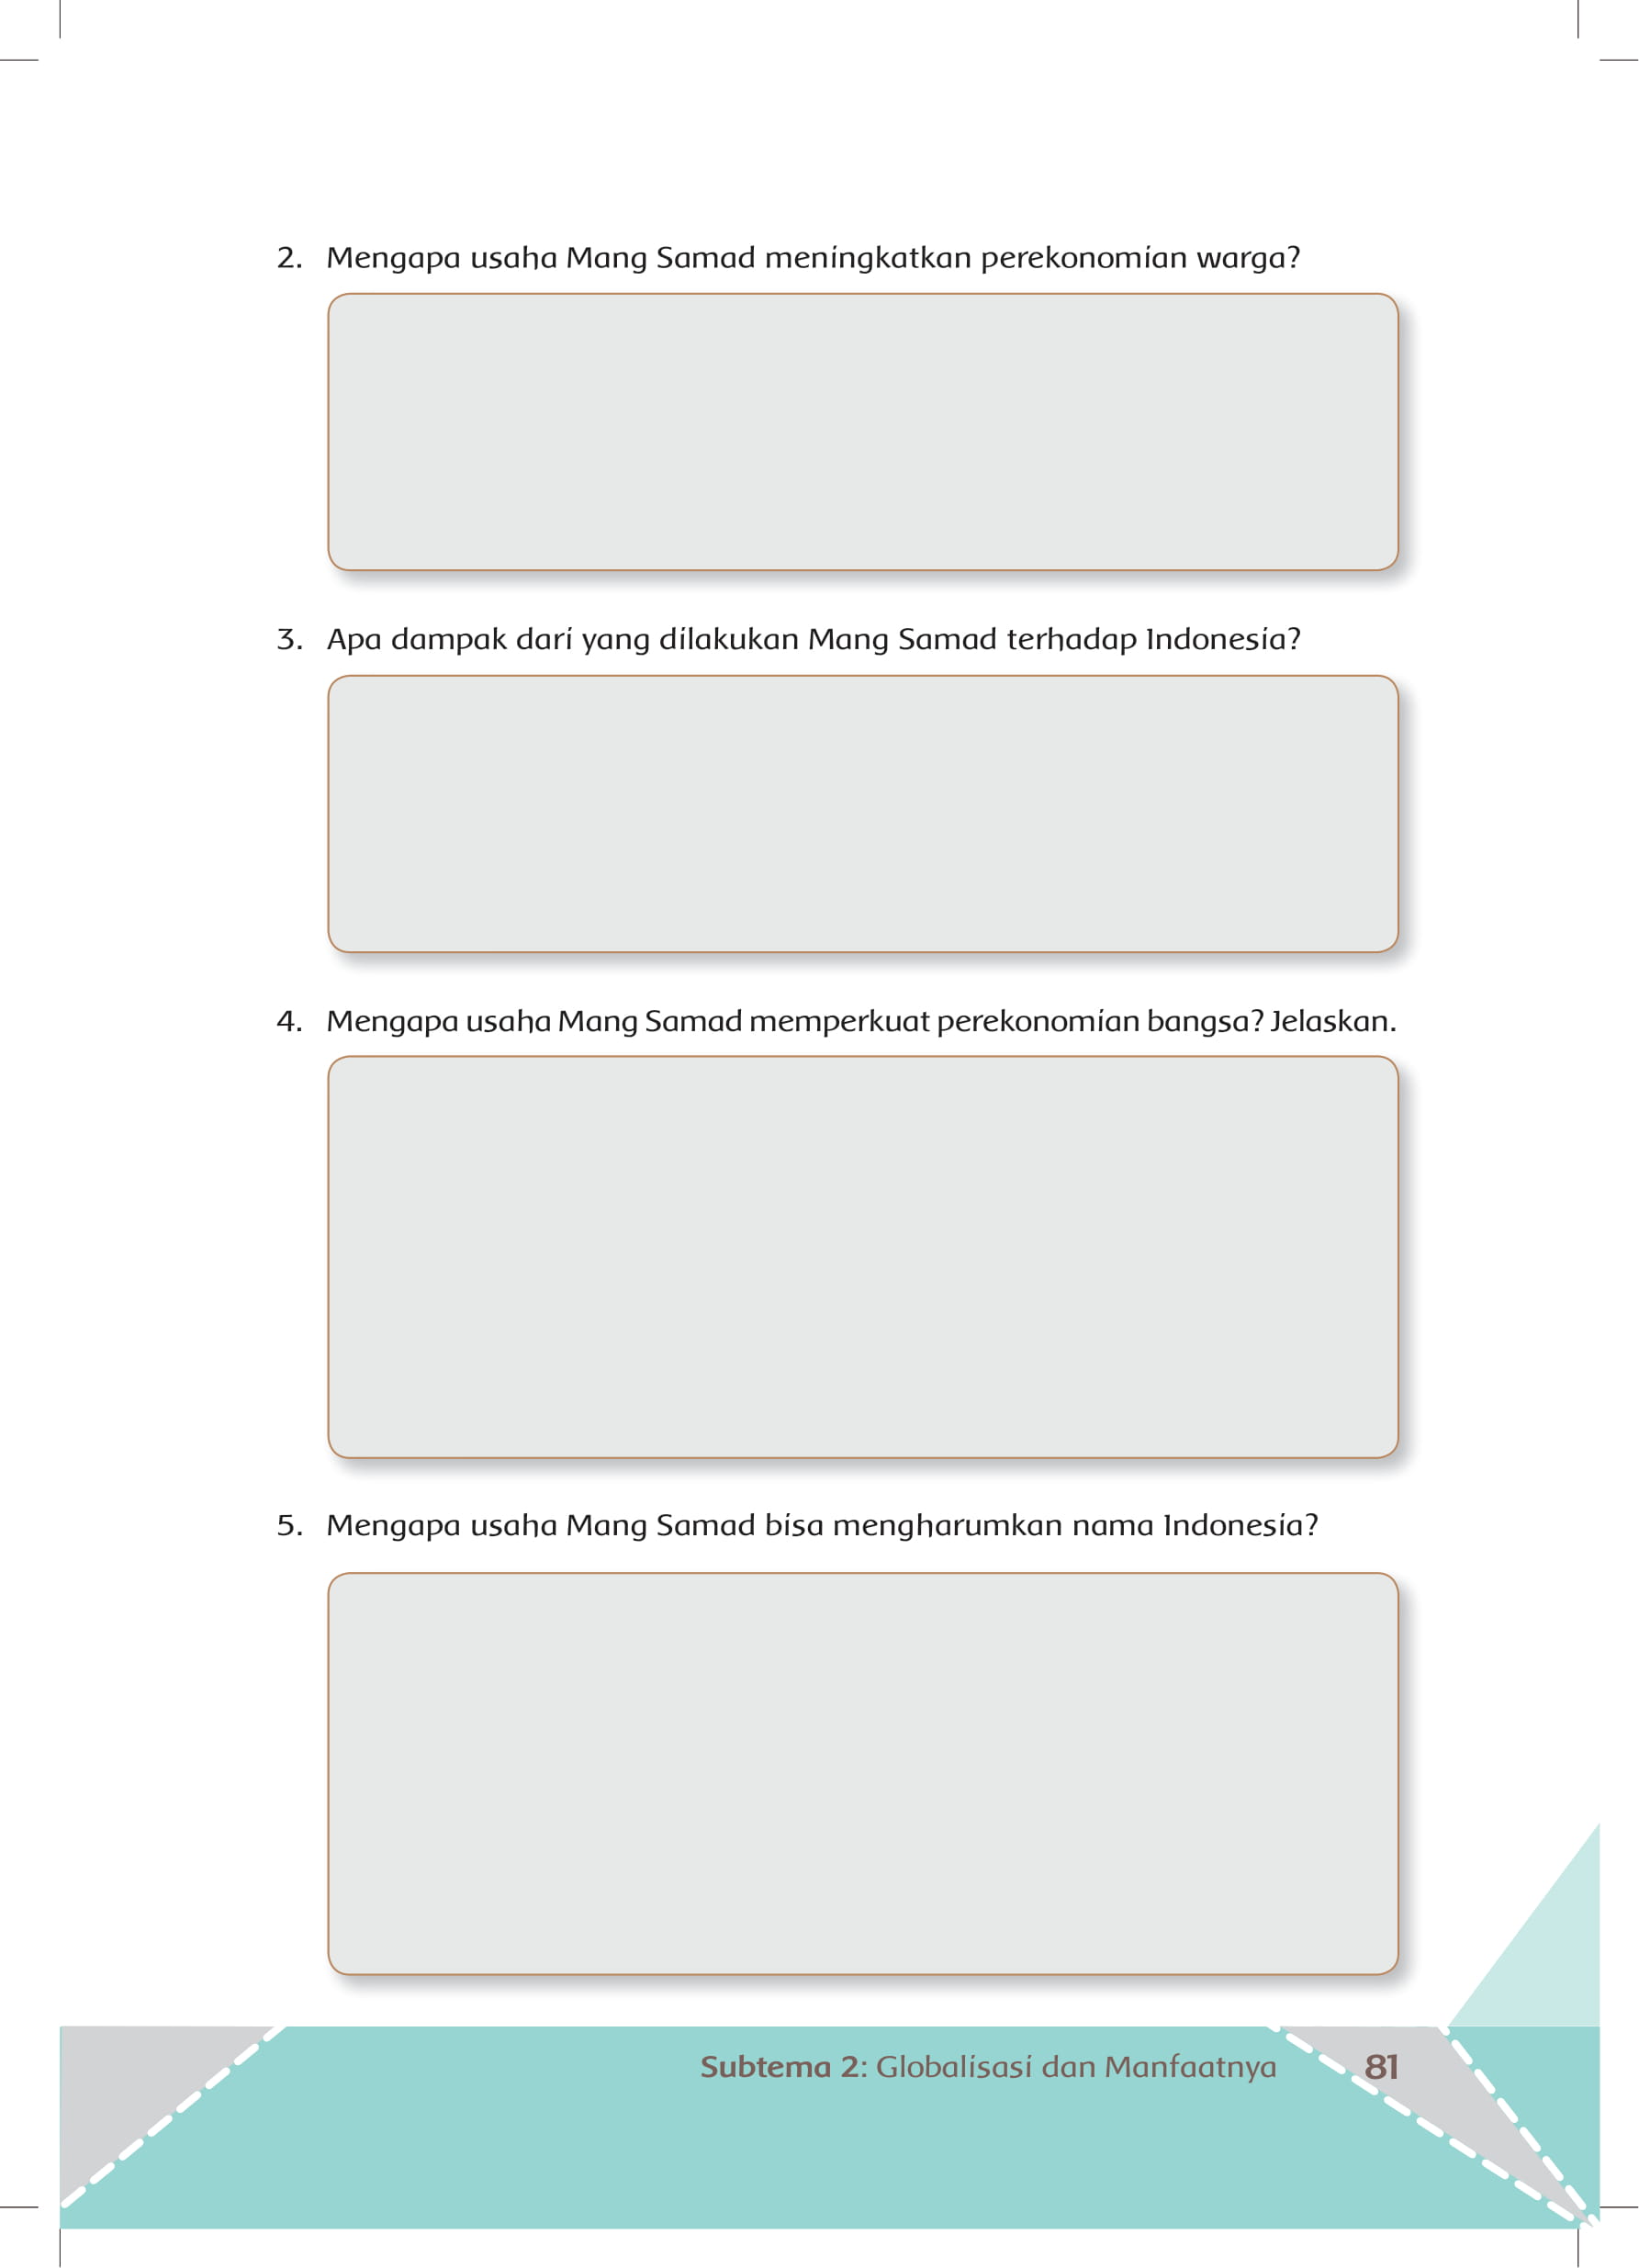 2. Mengapa usaha Mang Samad meningkatkan perekonomian warga?
3. Apa dampak dari yang dilakukan Mang Samad terhadap Indonesia?
4. Mengapa usaha Mang Samad memperkuat perekonomian bangsa? Jelaskan.
5. Mengapa usaha Mang Samad bisa mengharumkan nama Indonesia?
Subtema 2: Globalisasi dan Manfaatnya 81